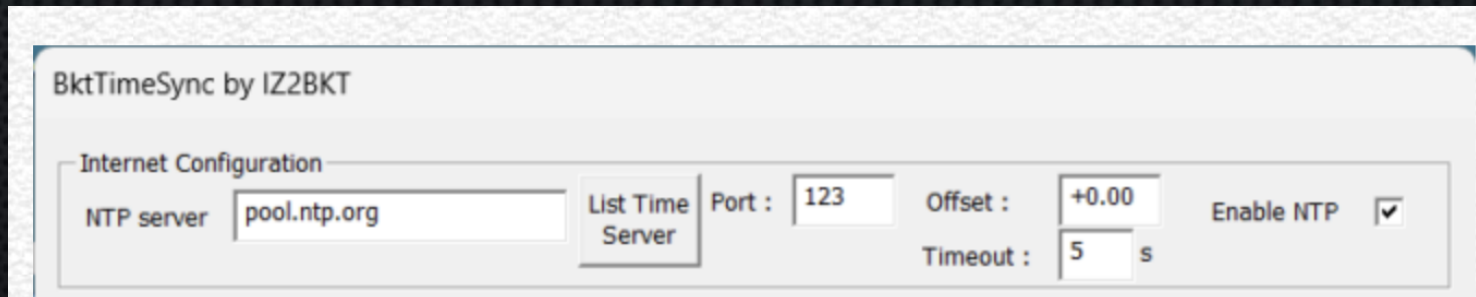 BktTimeSync by IZ2BKT
Internet Configuration
NTP server pool.ntp.org List Time Server Port : 123 Offset : +0.00 Enable NTP
Timeout : 5 s